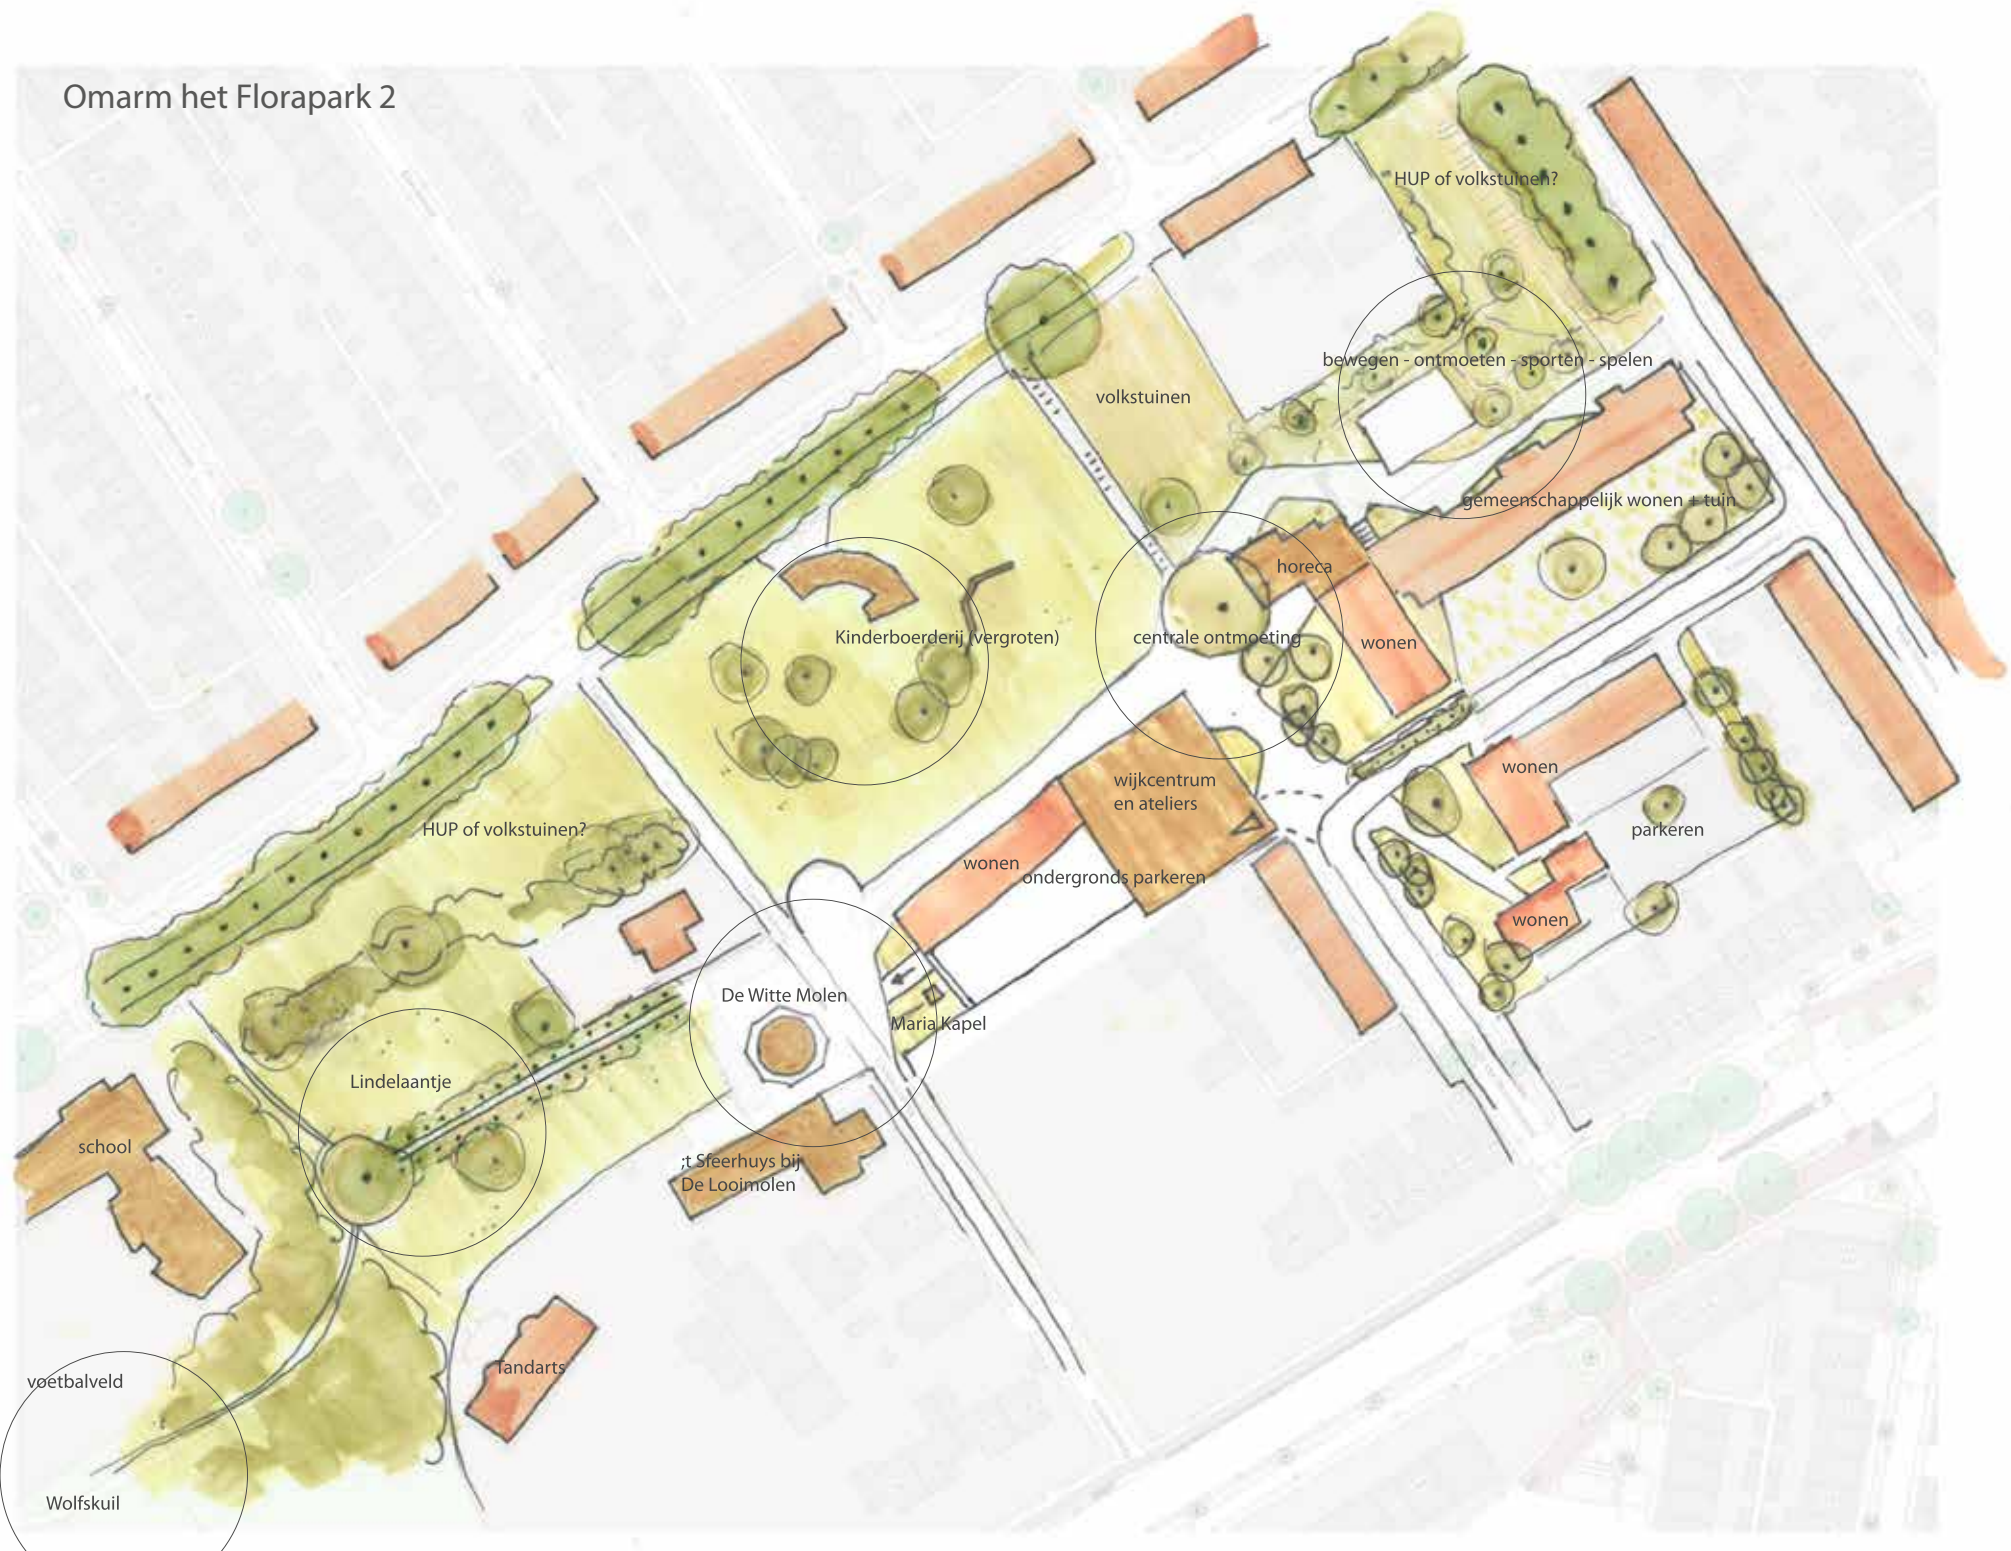 Omarm het Florapark 2
HUP of volkstuinen?
bewegen - ontmoeten - sporten - spelen
volkstuinen
gemeenschappelijk wonen + tuin
horeca
Kinderboerderij (vergroten)
centrale ontmoeting
wonen
wijkcentrum
en ateliers
wonen
parkeren
HUP of volkstuinen?
wonen
ondergronds parkeren
wonen
De Witte Molen
Maria Kapel
Lindelaantje
school
;t Sfeerhuys bij
De Looimolen
Tandarts
voetbalveld
Wolfskuil